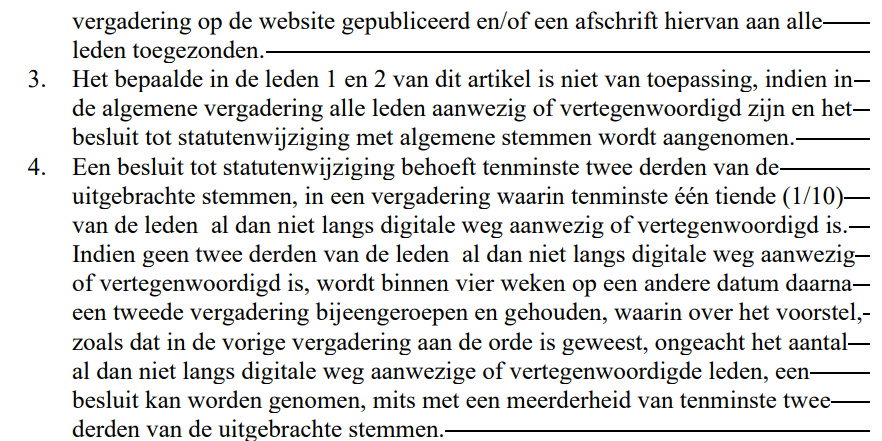 vergadering op de website gepubliceerd en/of een afschrift hiervan aan alle
leden toegezonden.
3. Het bepaalde in de leden 1 en 2 van dit artikel is niet van toepassing, indien in
de algemene vergadering alle leden aanwezig of vertegenwoordigd zijn en het
besluit tot statutenwijziging met algemene stemmen wordt aangenomen.
4. Een besluit tot statutenwijziging behoeft tenminste twee derden van de
uitgebrachte stemmen, in een vergadering waarin tenminste één tiende (1/10)
van de leden  al dan niet langs digitale weg aanwezig of vertegenwoordigd is.
Indien geen twee derden van de leden  al dan niet langs digitale weg aanwezig
of vertegenwoordigd is, wordt binnen vier weken op een andere datum daarna
een tweede vergadering bijeengeroepen en gehouden, waarin over het voorstel,
zoals dat in de vorige vergadering aan de orde is geweest, ongeacht het aantal
al dan niet langs digitale weg aanwezige of vertegenwoordigde leden, een
besluit kan worden genomen, mits met een meerderheid van tenminste twee
derden van de uitgebrachte stemmen.